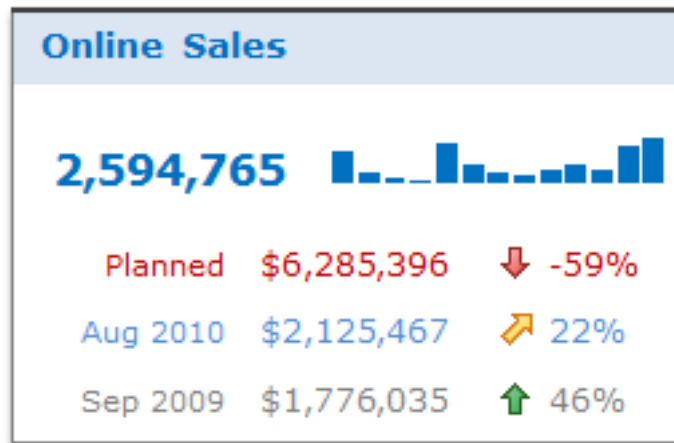 Online Sales
2,594,765
Planned $6,285,396 -59%
Aug 2010 $2,125,467 22%
Sep 2009 $1,776,035 46%